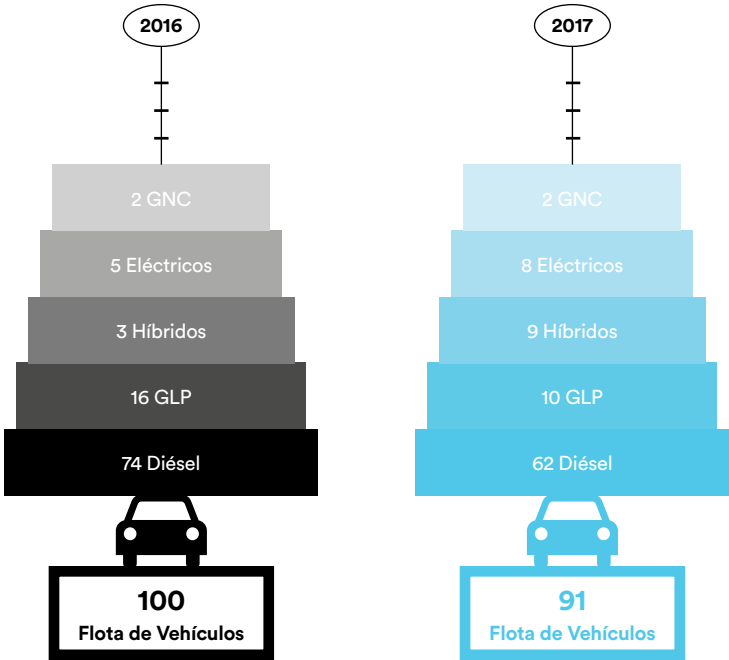 2016
2 GNC
5 Eléctricos
3 Híbridos
16 GLP
74 Diésel
100
Flota de Vehículos
2017
2 GNC
8 Eléctricos
9 Híbridos
10 GLP
62 Diésel
91
Flota de Vehículos